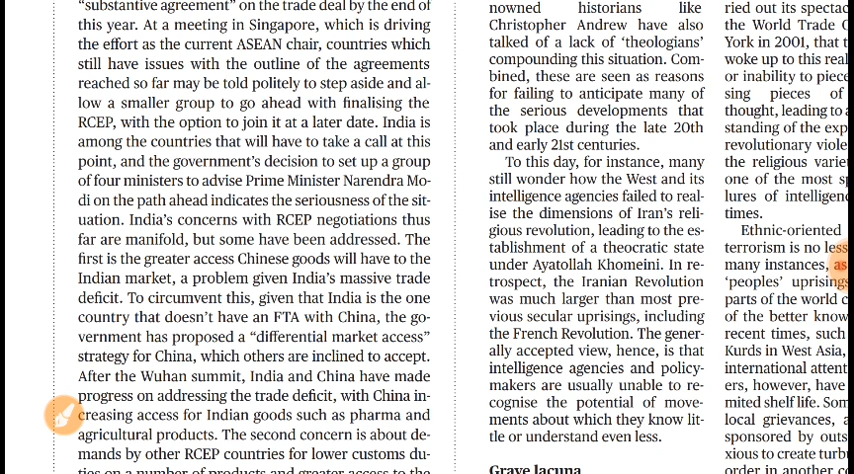 "substantive agreement" on the trade deal by the end of
this year. At a meeting in Singapore, which is driving
the effort as the current ASEAN chair, countries which
still have issues with the outline of the agreements
reached so far may be told politely to step aside and al-
low a smaller group to go ahead with finalising the
RCEP, with the option to join it at a later date. India is
among the countries that will have to take a call at this
point, and the government's decision to set up a group
of four ministers to advise Prime Minister Narendra Mo-
di on the path ahead indicates the seriousness of the sit-
uation. India's concerns with RCEP negotiations thus
far are manifold, but some have been addressed. The
first is the greater access Chinese goods will have to the
Indian market, a problem given India's massive trade
deficit. To circumvent this, given that India is the one
country that doesn't have an FTA with China, the go-
vernment has proposed a "differential market access"
strategy for China, which others are inclined to accept.
After the Wuhan summit, India and China have made
progress on addressing the trade deficit, with China in-
creasing access for Indian goods such as pharma and
agricultural products. The second concern is about de-
mands by other RCEP countries for lower customs du-
ties on a number of products and greater access to the
nowned historians like
Christopher Andrew have also
talked of a lack of 'theologians'
compounding this situation. Com-
bined, these are seen as reasons
for failing to anticipate many of
the serious developments that
took place during the late 20th
and early 21st centuries.
To this day, for instance, many
still wonder how the West and its
intelligence agencies failed to real-
ise the dimensions of Iran's reli-
gious revolution, leading to the es-
tablishment of a theocratic state
under Ayatollah Khomeini. In re-
trospect, the Iranian Revolution
was much larger than most pre-
vious secular uprisings, including
the French Revolution. The gener-
ally accepted view, hence, is that
intelligence agencies and policy-
makers are usually unable to re-
cognise the potential of move-
ments about which they know lit-
tle or understand even less.
Grave lacuna
ried out its
the World Trade
York in 2001, that
woke up to this
or inability to
sing pieces of
thought, leading to
standing of the
revolutionary
the religious
one of the most
lures of
times.
Ethnic-oriented
terrorism is no
many instances, as
'peoples'
parts of the world
of the better
recent times, such
Kurds in West Asia,
international
ers, however, have
mited shelf life.
local grievances,
sponsored by
xious to create
order in another